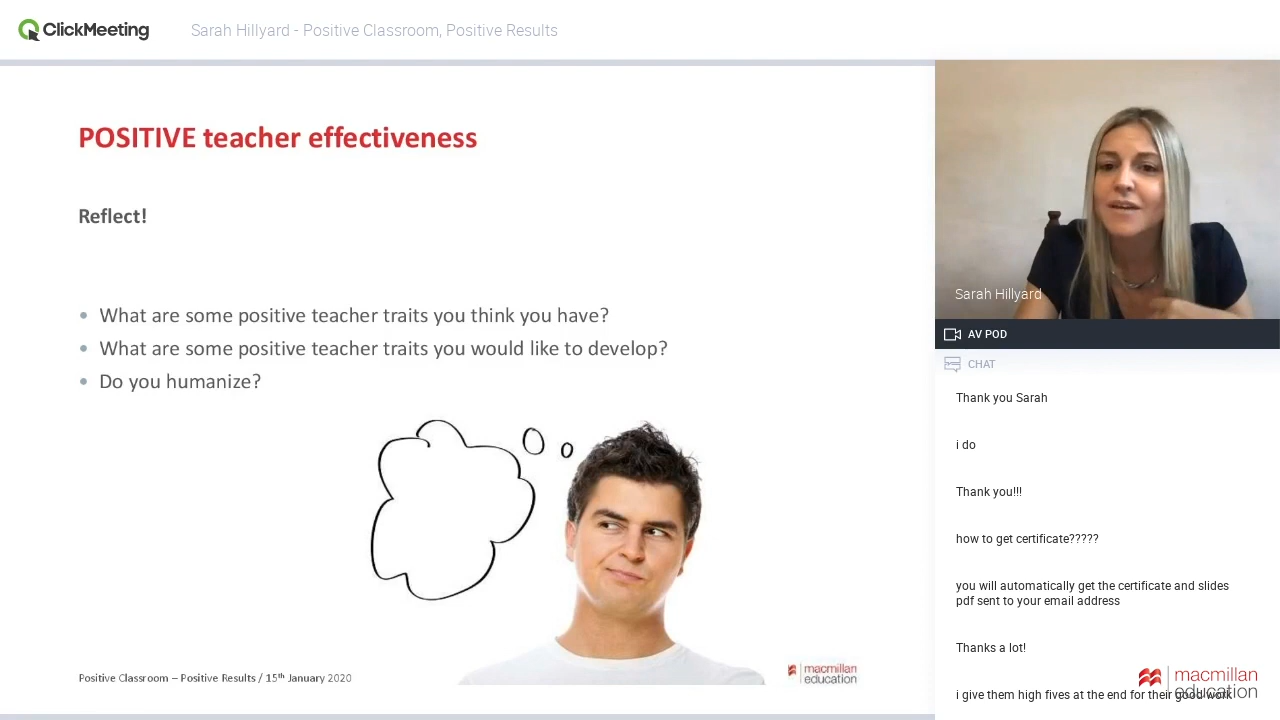 ClickMeeting
Sarah Hillyard - Positive Classroom, Positive Results
POSITIVE teacher effectiveness
Reflect!
• What are some positive teacher traits you think you have?
• What are some positive teacher traits you would like to develop?
• Do you humanize?
Positive Classroom – Positive Results / 15th January 2020
macmillan
education
Sarah Hillyard
AV POD
CHAT
Thank you Sarah
i do
Thank you!!!
how to get certificate?????
you will automatically get the certificate and slides
pdf sent to your email address
Thanks a lot!
i give them high fives at the end for their good work
macmillan
education